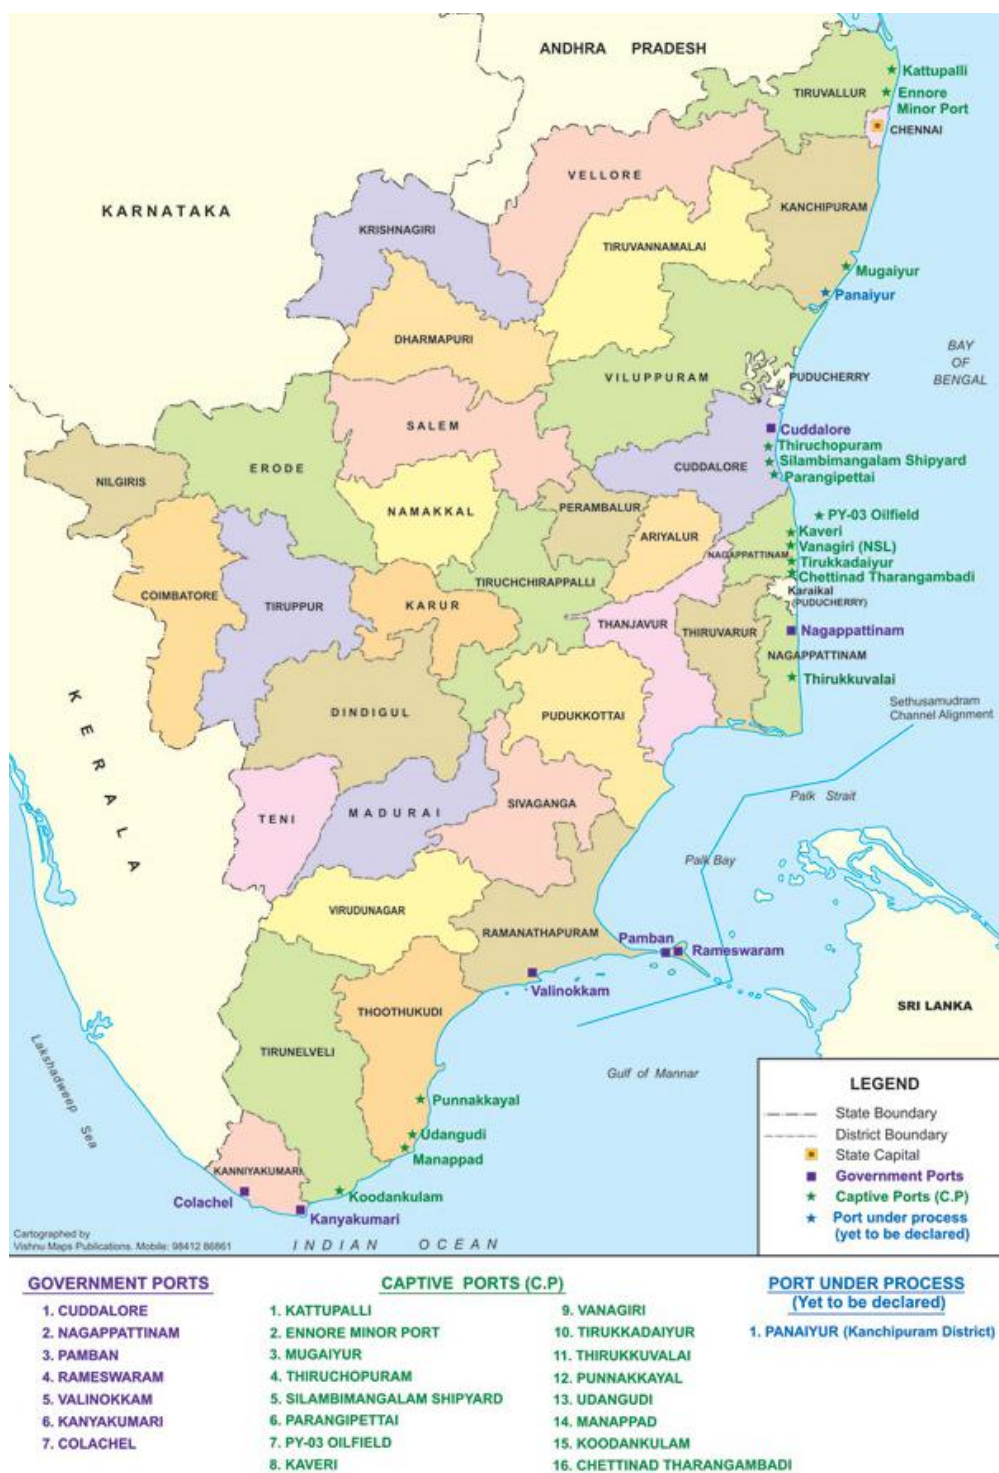 ANDHRA PRADESH
Kattupalli
TIRUVALLUR
Ennore
Minor Port
CHENNAI
VELLORE
KARNATAKA
KANCHIPURAM
KRISHNAGIRI
TIRUVANNAMALAI
Mugaiyur
Panaiyur
DHARMAPURI
BAY
OF
BENGAL
VILUPPURAM
PUDUCHERRY
SALEM
Cuddalore
Thiruchopuram
Silambimangalam Shipyard
CUDDALORE
Parangipettai
ERODE
NILGIRIS
NAMAKKAL
PERAMBALUR
PY-03 Oilfield
ARIYALUR
Kaveri
Vanagiri (NSL)
NAGAPPATTINAM
Tirukkadaiyur
Chettinad Tharangambadi
TIRUCHCHIRAPPALLI
Karaikal
(PUDUCHERRY)
COIMBATORE
TIRUPPUR
KARUR
THANJAVUR
THIRUVARUR
Nagappattinam
NAGAPPATTINAM
Thirukkuvalai
KERALA
DINDIGUL
PUDUKKOTTAI
Sethusamudram
Channel Alignment
Palk Strait
SIVAGANGA
MADURAI
TENI
Palk Bay
VIRUDUNAGAR
RAMANATHAPURAM
Pamban
Rameswaram
Valinokkam
SRI LANKA
THOOTHUKUDI
TIRUNELVELI
Lakshadweep Sea
Gulf of Mannar
Punnakkayal
Udangudi
Manappad
KANNIYAKUMARI
Koodankulam
Colachel
Kanyakumari
INDIAN OCEAN
Cartographed by
Vishnu Maps Publications. Mobile: 98412 86861
LEGEND
State Boundary
District Boundary
State Capital
Government Ports
Captive Ports (C.P)
Port under process
(yet to be declared)
GOVERNMENT PORTS
1. CUDDALORE
2. NAGAPPATTINAM
3. PAMBAN
4. RAMESWARAM
5. VALINOKKAM
6. KANYAKUMARI
7. COLACHEL
CAPTIVE PORTS (C.P)
1. KATTUPALLI
2. ENNORE MINOR PORT
3. MUGAIYUR
4. THIRUCHOPURAM
5. SILAMBIMANGALAM SHIPYARD
6. PARANGIPETTAI
7. PY-03 OILFIELD
8. KAVERI
9. VANAGIRI
10. TIRUKKADAIYUR
11. THIRUKKUVALAI
12. PUNNAKKAYAL
13. UDANGUDI
14. MANAPPAD
15. KOODANKULAM
16. CHETTINAD THARANGAMBADI
PORT UNDER PROCESS
(Yet to be declared)
1. PANAIYUR (Kanchipuram District)